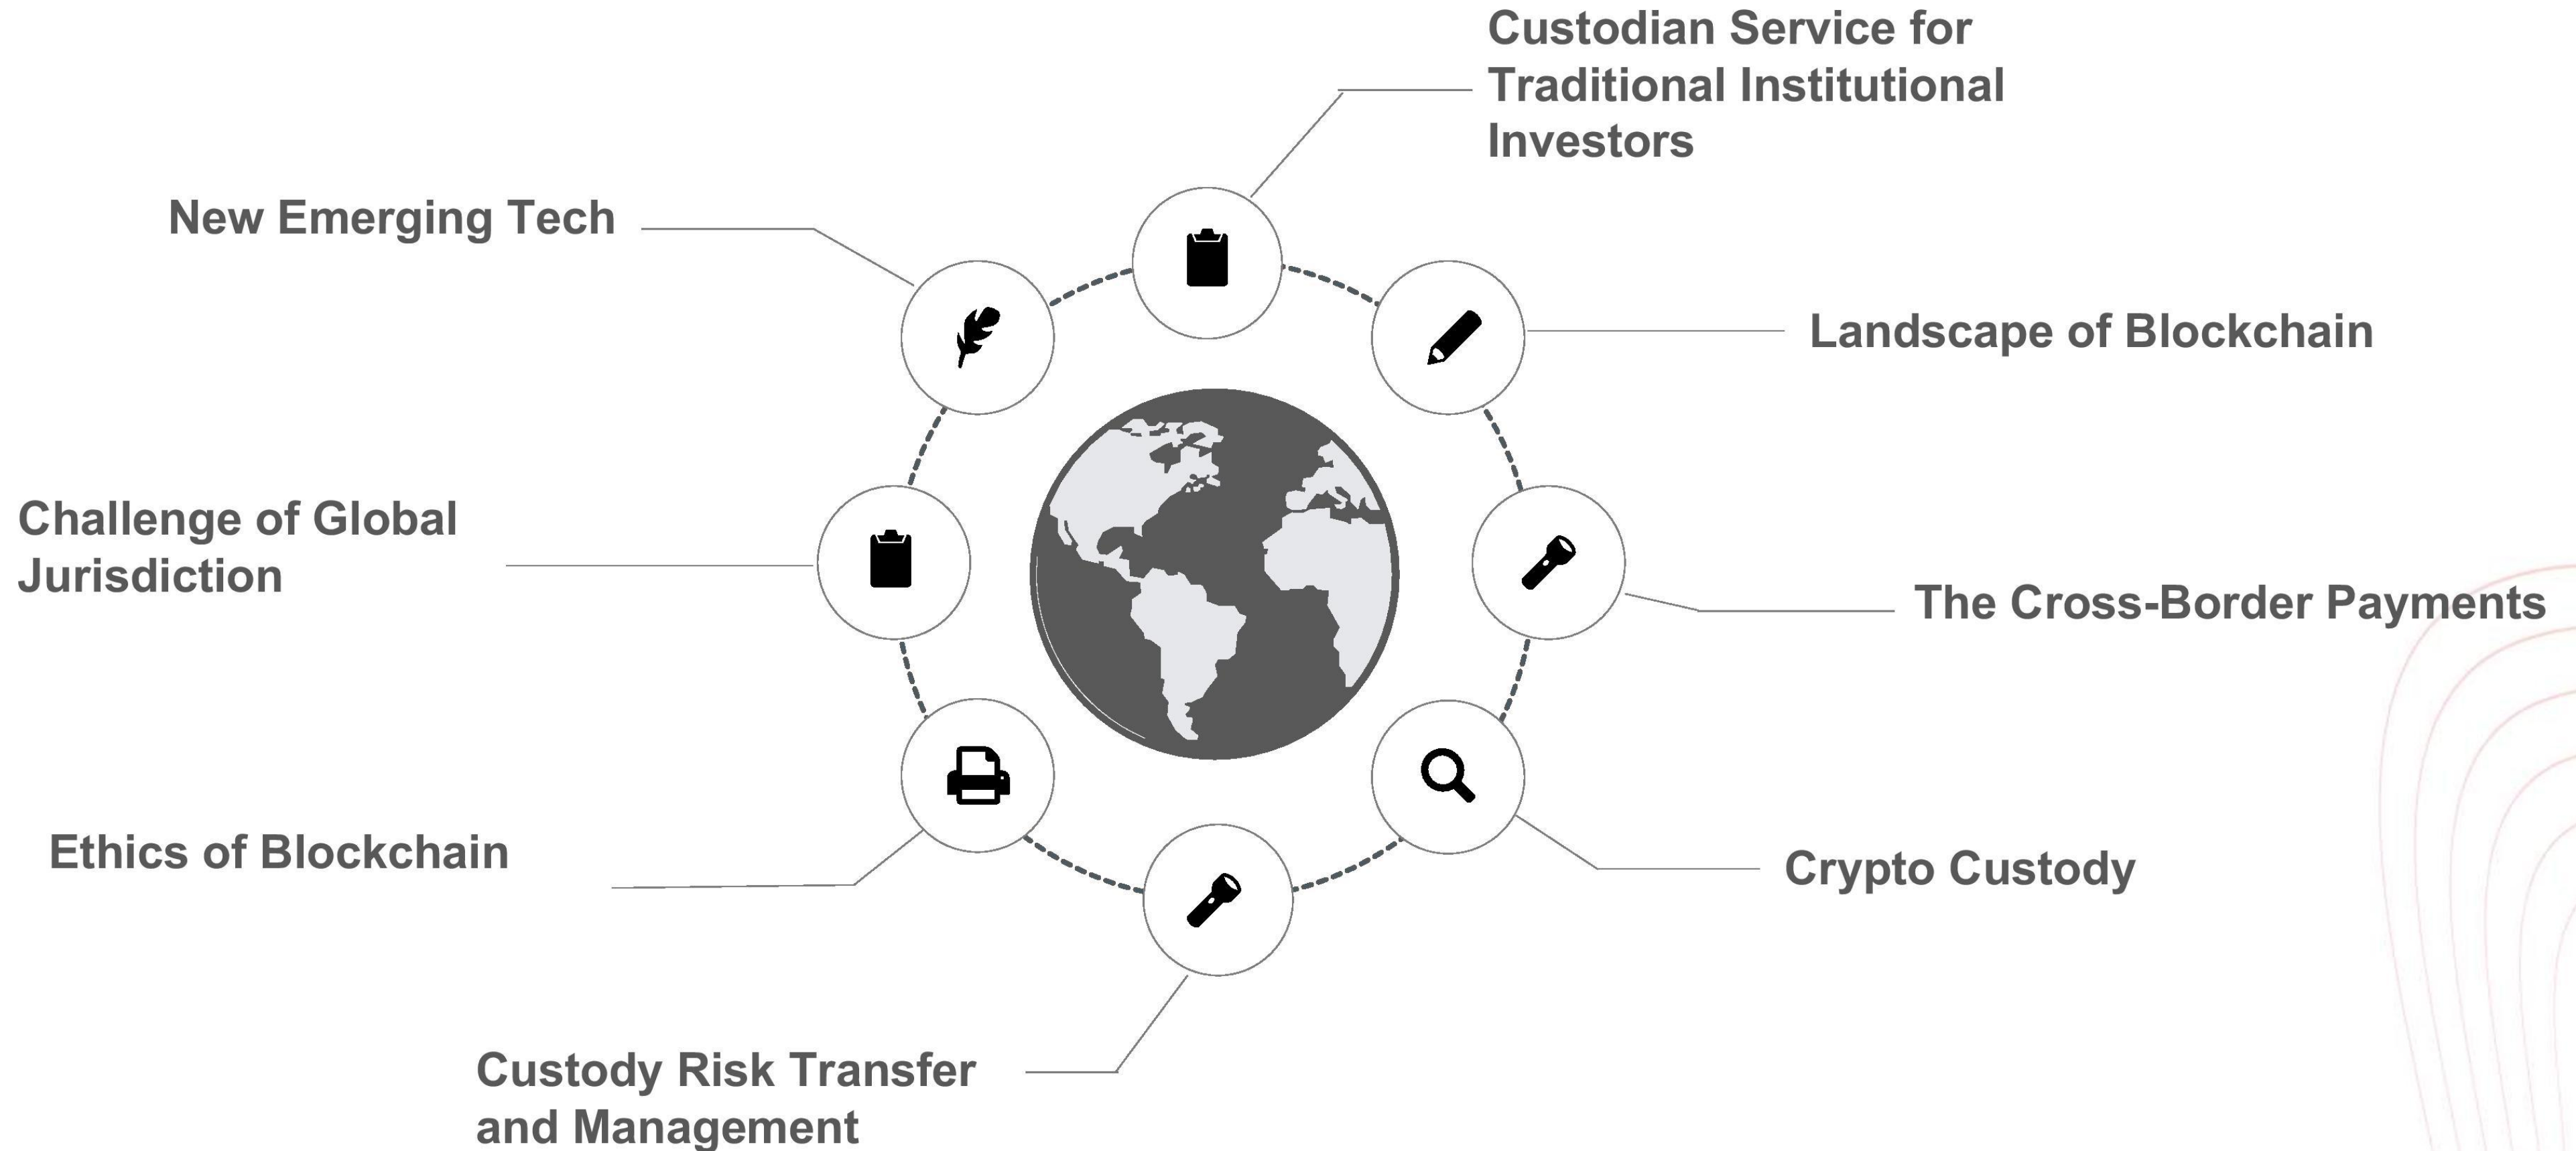 Custodian Service for
Traditional Institutional
Investors
New Emerging Tech
Landscape of Blockchain
Challenge of Global
Jurisdiction
The Cross-Border Payments
Ethics of Blockchain
Crypto Custody
Custody Risk Transfer
and Management